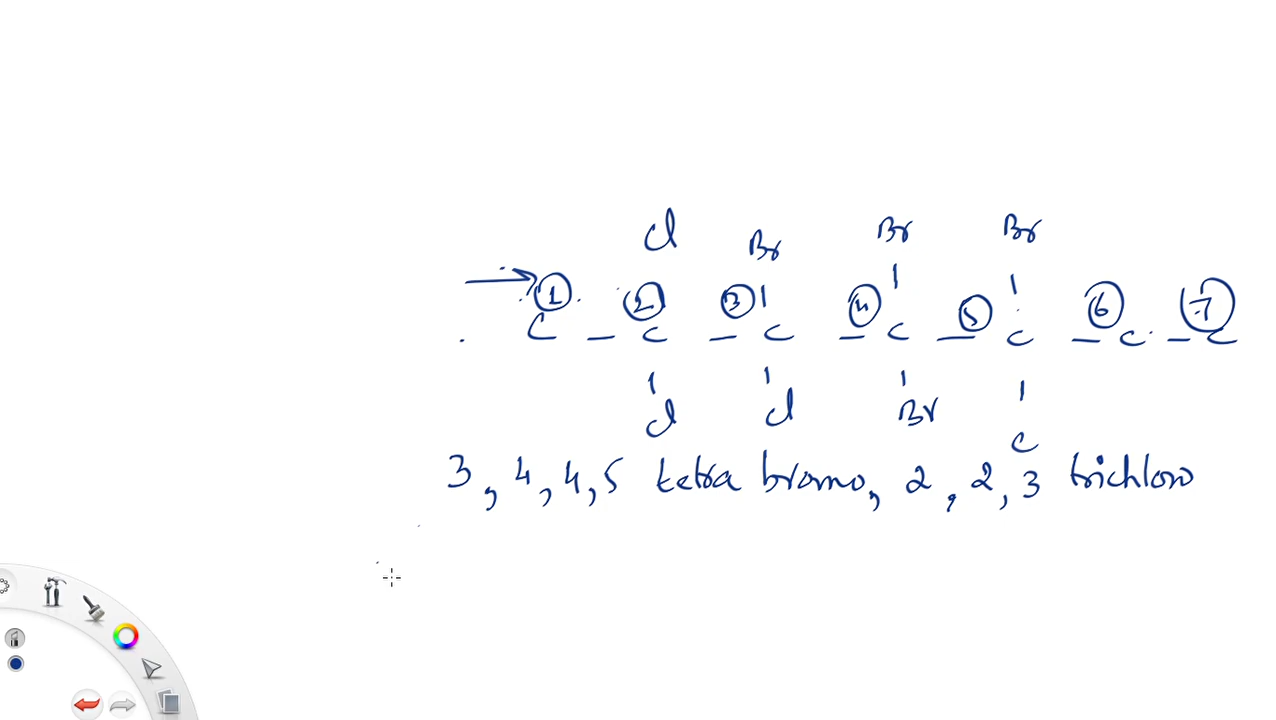 Cl Br Br Br
1 2 3 4 5 6 7
C – C – C – C – C – C – C
Cl Cl Br C
3, 4, 4, 5 tetra bromo, 2, 2, 3 trichloro